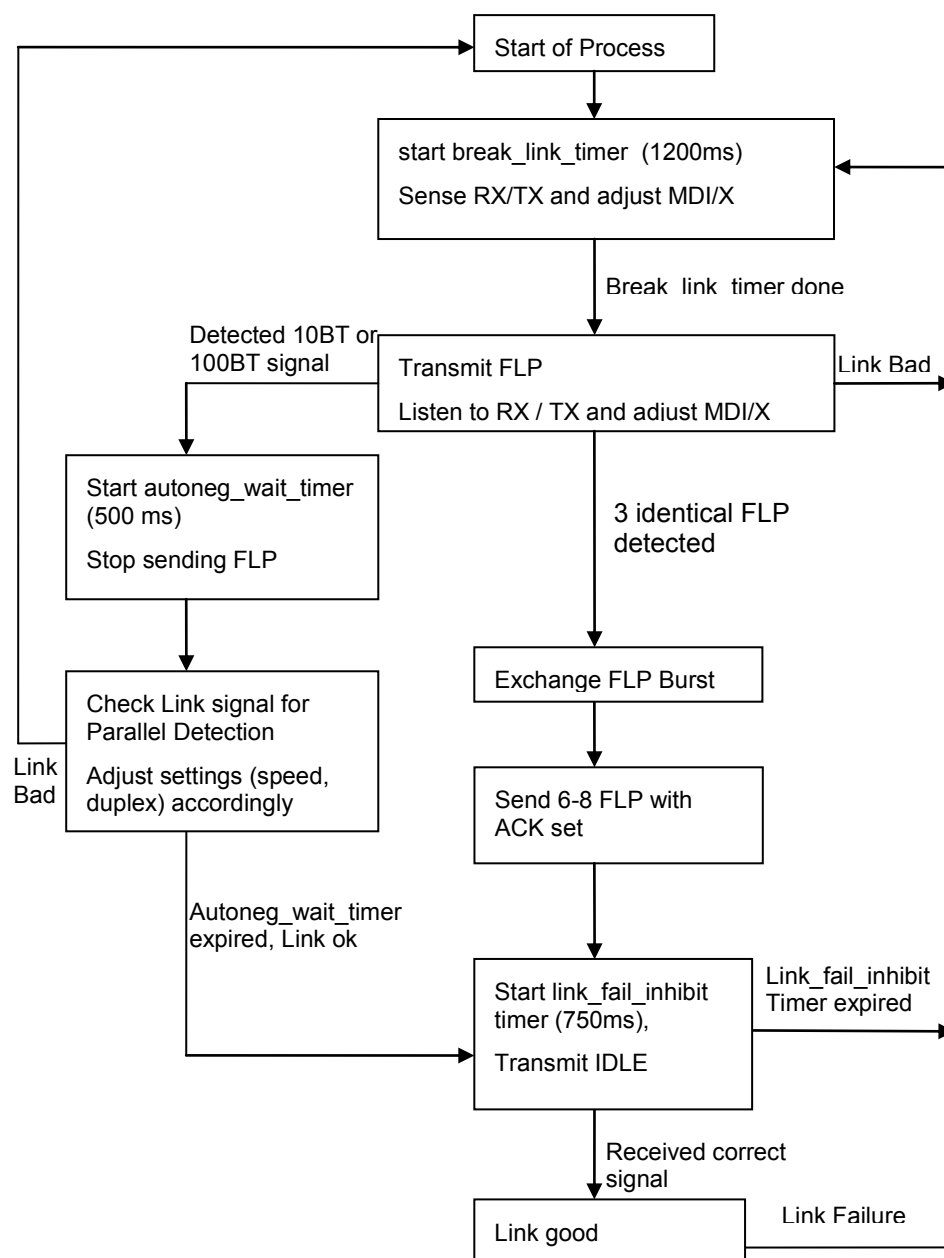 Start of Process
start break_link_timer (1200ms)
Sense RX/TX and adjust MDI/X
Break link timer done
Detected 10BT or
100BT signal
Transmit FLP
Listen to RX / TX and adjust MDI/X
Link Bad
Start autoneg_wait_timer
(500 ms)
Stop sending FLP
3 identical FLP
detected
Check Link signal for
Parallel Detection
Adjust settings (speed,
duplex) accordingly
Link
Bad
Exchange FLP Burst
Send 6-8 FLP with
ACK set
Autoneg_wait_timer
expired, Link ok
Start link_fail_inhibit
timer (750ms),
Transmit IDLE
Link_fail_inhibit
Timer expired
Received correct
signal
Link good
Link Failure